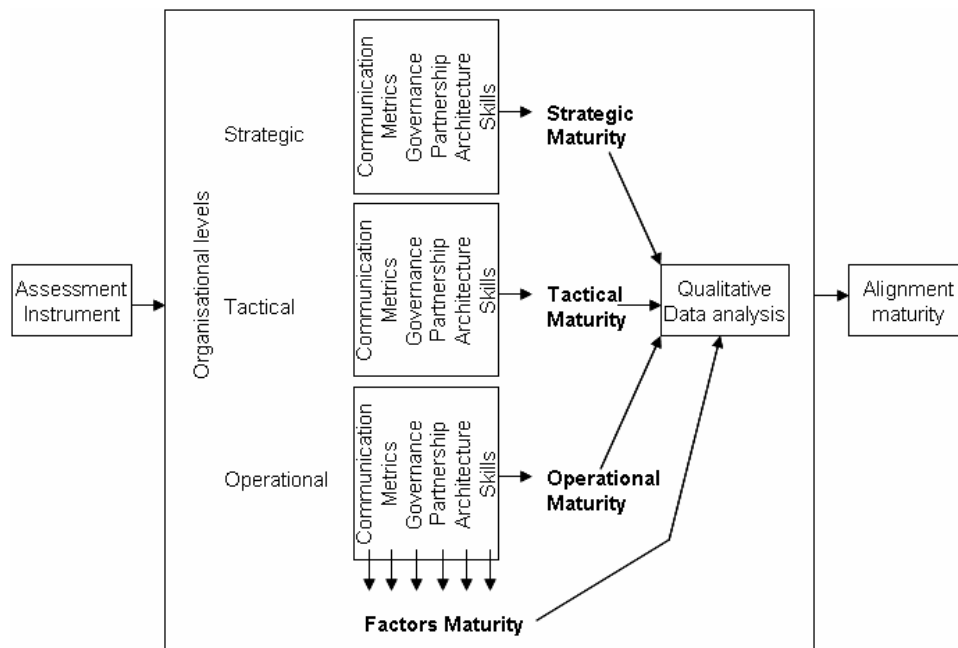 Communication
Metrics
Governance
Partnership
Architecture
Skills
Strategic
Strategic
Maturity
Organisational levels
Assessment
Instrument
Communication
Metrics
Governance
Partnership
Architecture
Skills
Tactical
Tactical
Maturity
Qualitative
Data analysis
Alignment
maturity
Communication
Metrics
Governance
Partnership
Architecture
Skills
Operational
Operational
Maturity
Factors Maturity